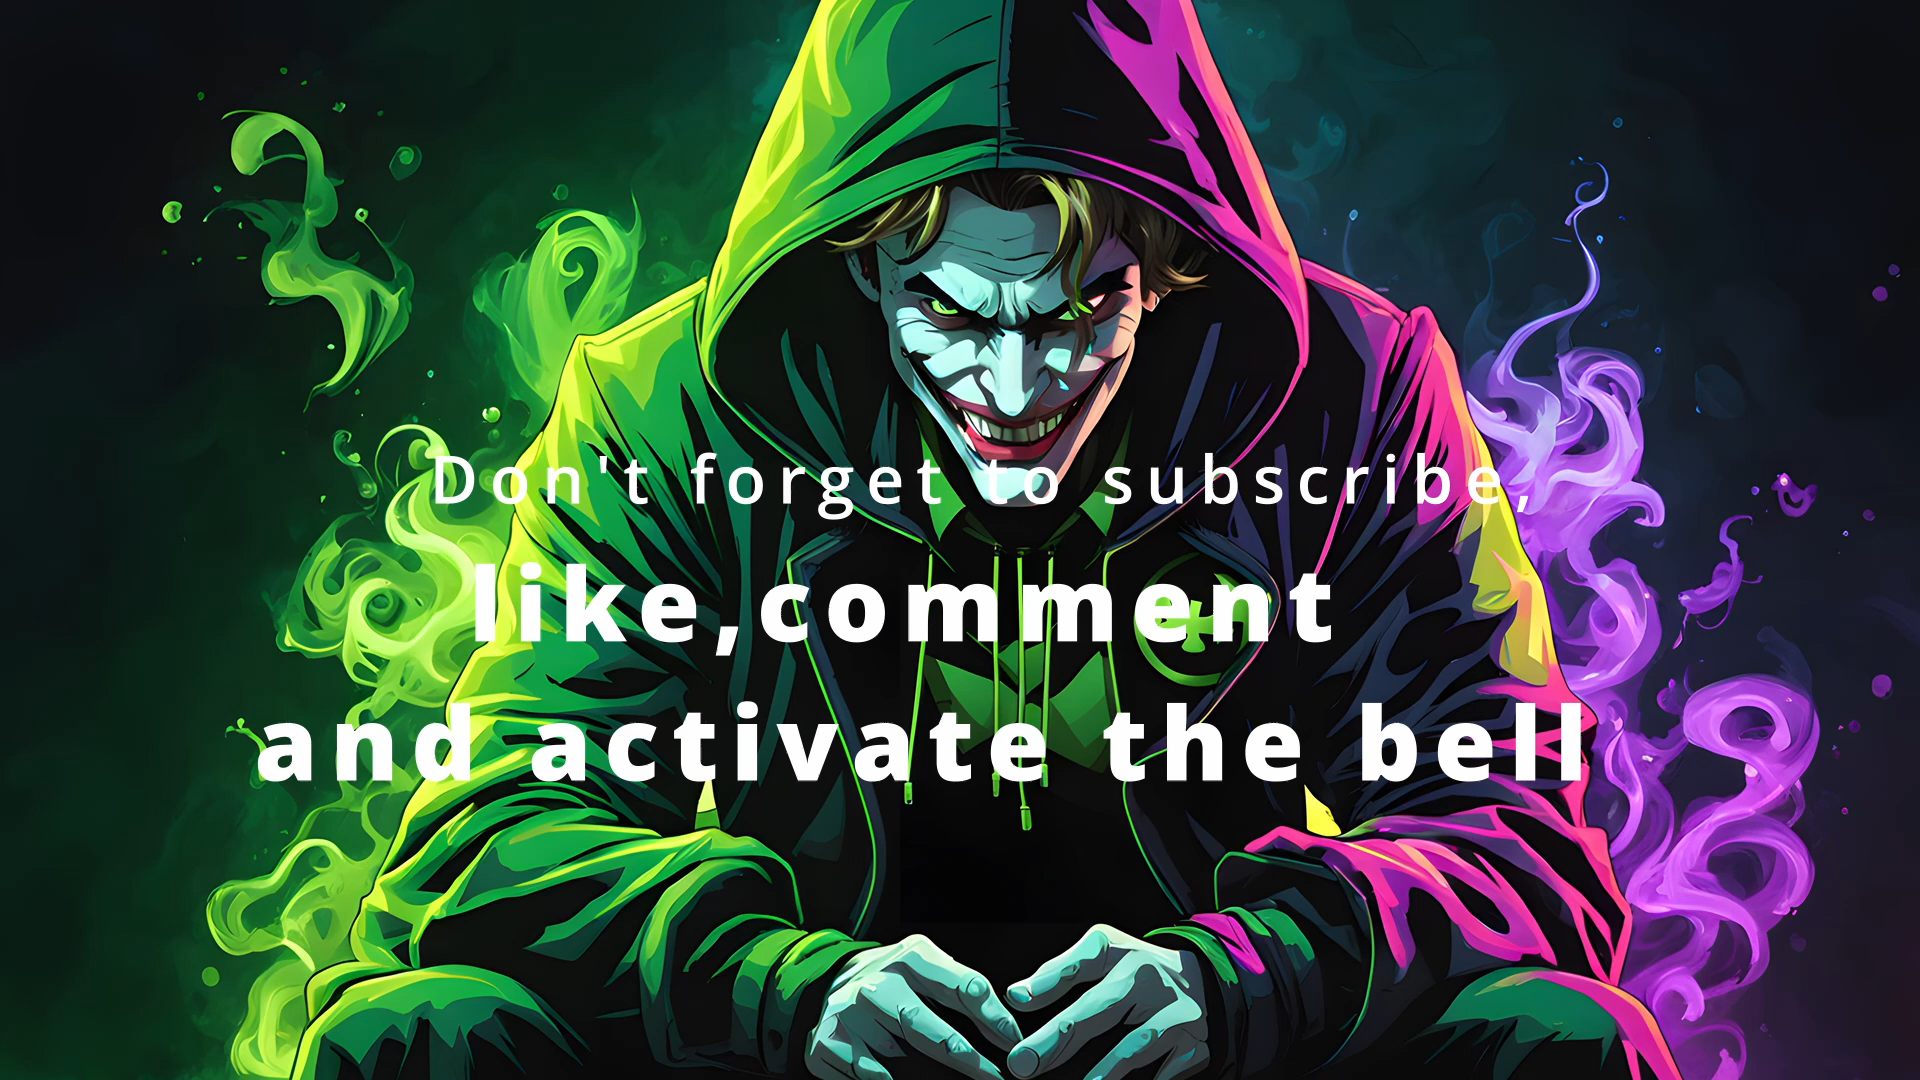 Don't forget to subscribe,
like,comment
and activate the bell